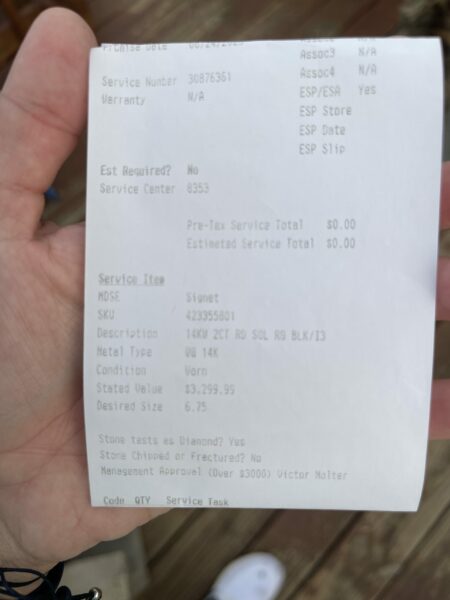 Assoc3 N/A
Assoc4 N/A
Service Number 30876361
ESP/ESA Yes
Warranty N/A
ESP Store
ESP Date
ESP Slip
Est Required? No
Service Center 8353
Pre-Tax Service Total $0.00
Estimated Service Total $0.00
Service Item
MDSE Signet
SKU 423355801
Description 14KW 2CT RD SOL RG BLK/I3
Metal Type WG 14K
Condition Worn
Stated Value $3,299.99
Desired Size 6.75
Stone tests as Diamond? Yes
Stone Chipped or Fractured? No
Management Approval (Over $3000) Victor Molter
Code QTY Service Task